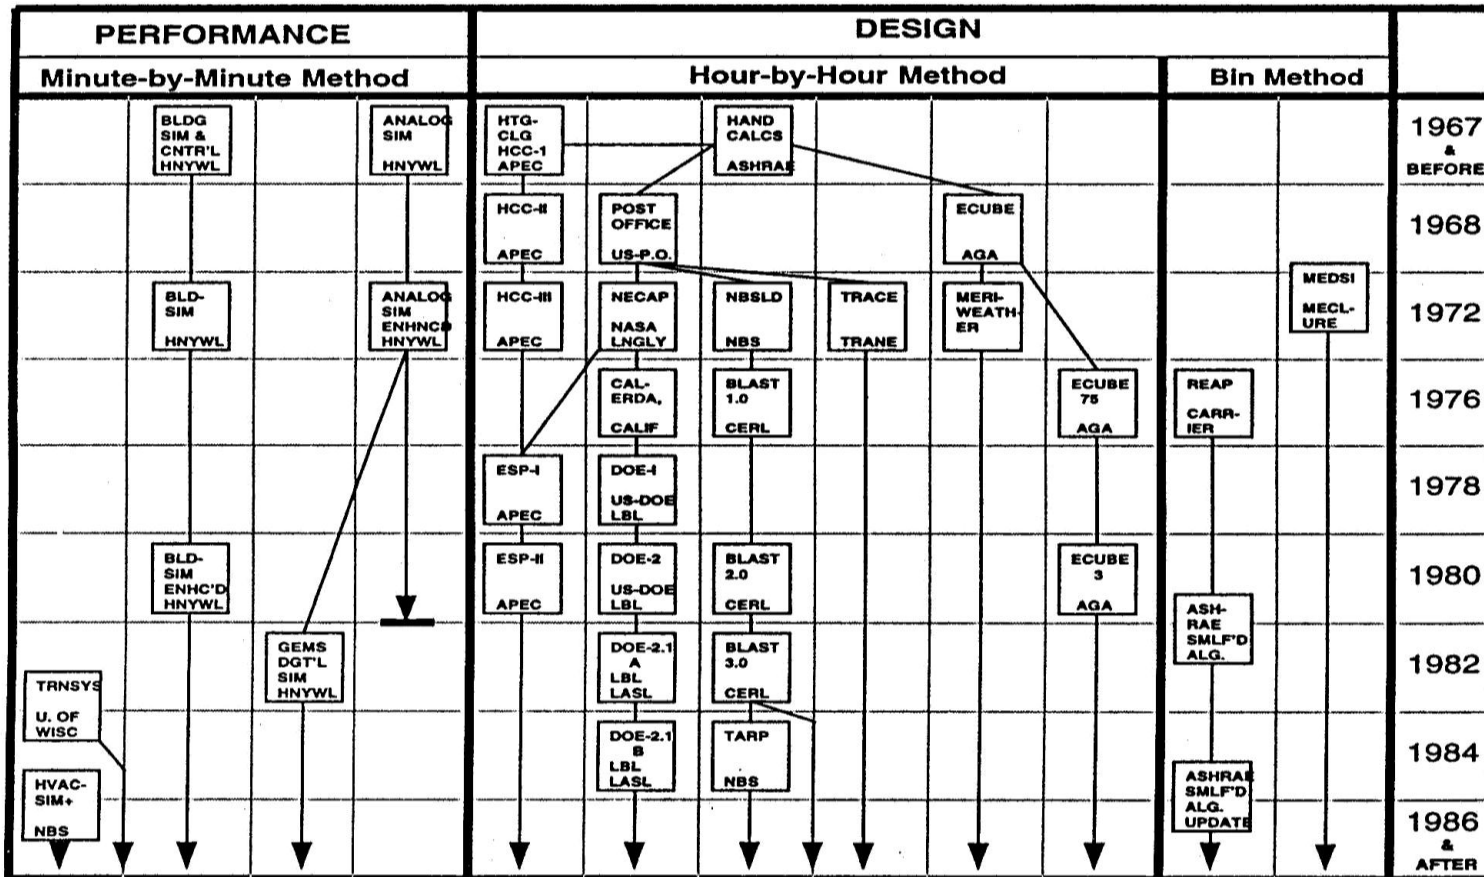 PERFORMANCE
DESIGN
Minute-by-Minute Method
Hour-by-Hour Method
Bin Method
BLDG
SIM &
CNTR'L
HNYWL
ANALOG
SIM
HNYWL
HTG-
CLG
HCC-1
APEC
HAND
CALCS
ASHRAE
1967
&
BEFORE
HCC-II
APEC
POST
OFFICE
US-P.O.
ECUBE
AGA
1968
BLD-
SIM
HNYWL
ANALOG
SIM
ENHNCD
HNYWL
HCC-III
APEC
NECAP
NASA
LNGLY
NBSLD
NBS
TRACE
TRANE
MERI-
WEATH-
ER
MEDSI
MECL-
URE
1972
CAL-
ERDA,
CALIF
BLAST
1.0
CERL
ECUBE
75
AGA
REAP
CARR-
IER
1976
ESP-I
APEC
DOE-I
US-DOE
LBL
1978
BLD-
SIM
ENHC'D
HNYWL
ESP-II
APEC
DOE-2
US-DOE
LBL
BLAST
2.0
CERL
ECUBE
3
AGA
1980
ASH-
RAE
SMLF'D
ALG.
GEMS
DGT'L
SIM
HNYWL
DOE-2.1
A
LBL
LASL
BLAST
3.0
CERL
1982
TRNSYS
U. OF
WISC
DOE-2.1
B
LBL
LASL
TARP
NBS
1984
HVAC-
SIM+
NBS
ASHRAE
SMLF'D
ALG.
UPDATE
1986
&
AFTER